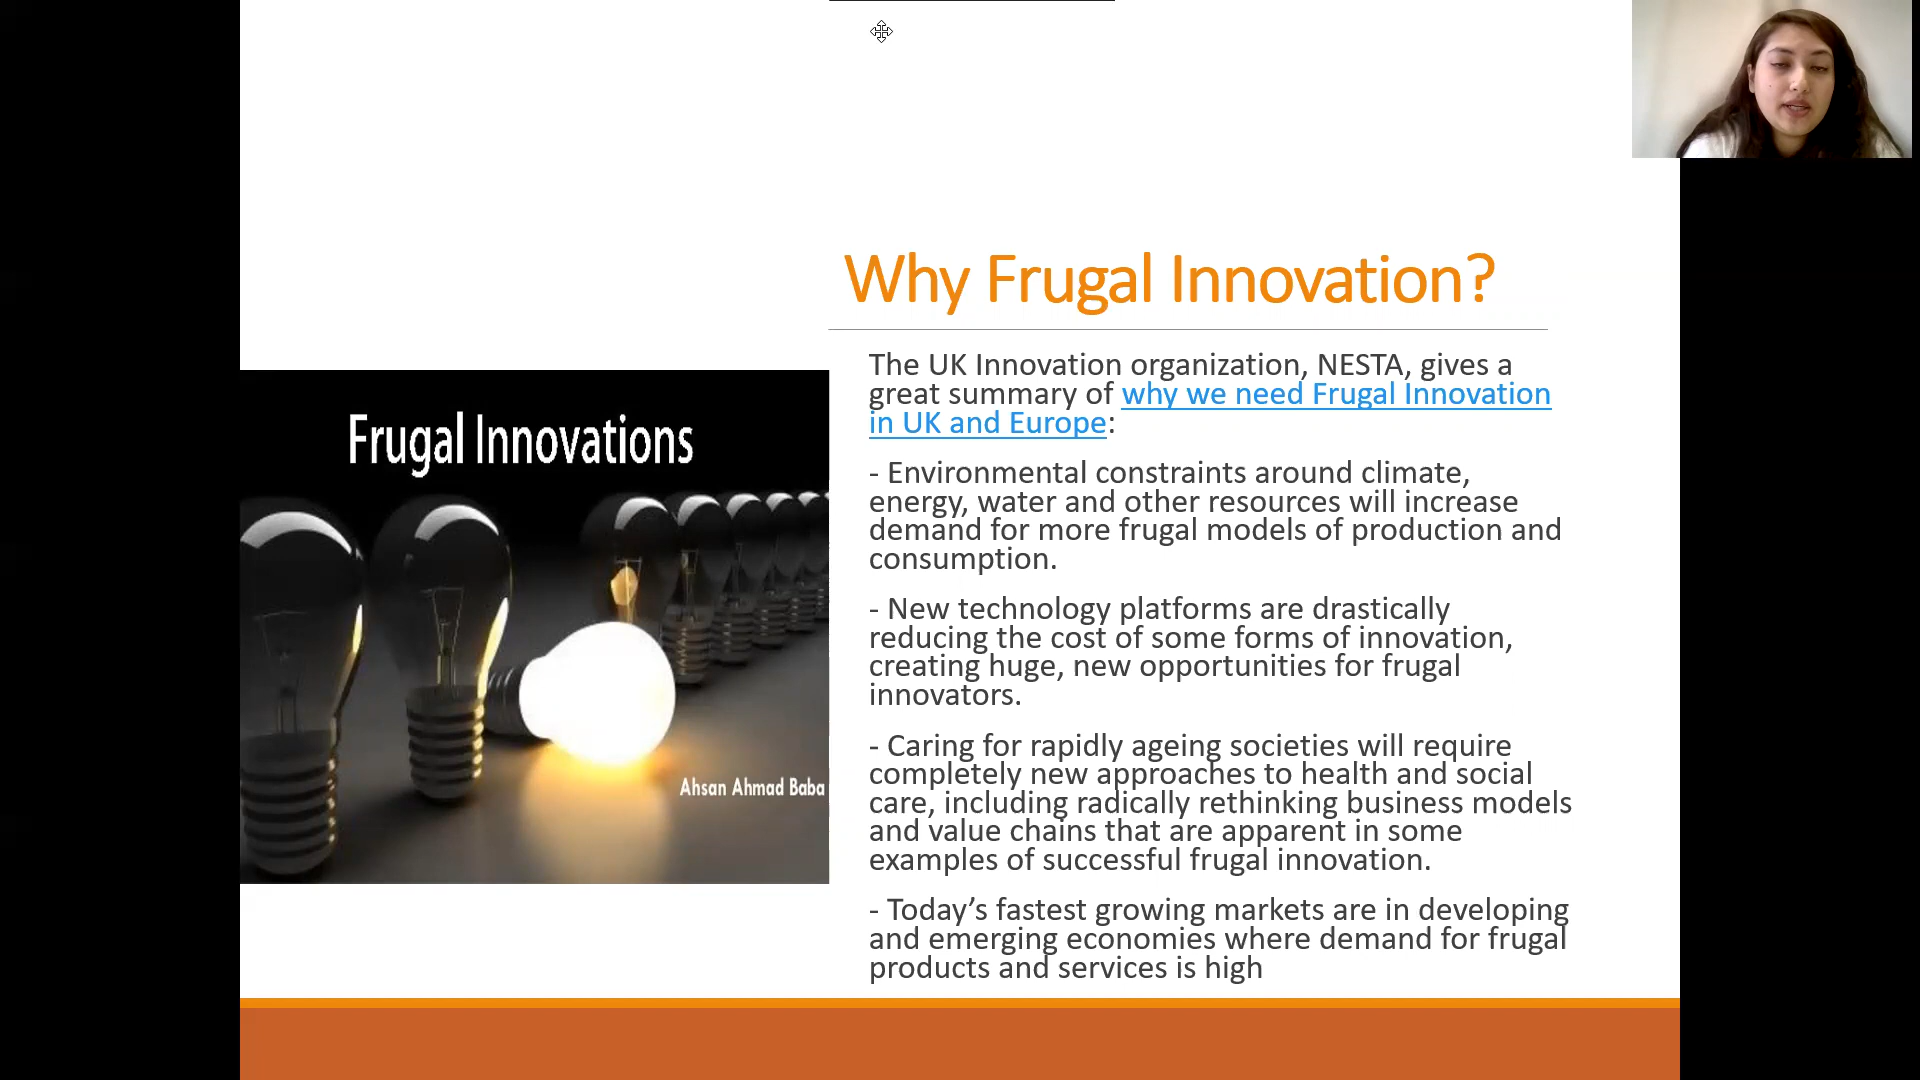 Why Frugal Innovation?
The UK Innovation organization, NESTA, gives a
great summary of why we need Frugal Innovation
in UK and Europe:
- Environmental constraints around climate,
energy, water and other resources will increase
demand for more frugal models of production and
consumption.
- New technology platforms are drastically
reducing the cost of some forms of innovation,
creating huge, new opportunities for frugal
innovators.
- Caring for rapidly ageing societies will require
completely new approaches to health and social
care, including radically rethinking business models
and value chains that are apparent in some
examples of successful frugal innovation.
- Today’s fastest growing markets are in developing
and emerging economies where demand for frugal
products and services is high
Frugal Innovations
Ahsan Ahmad Baba